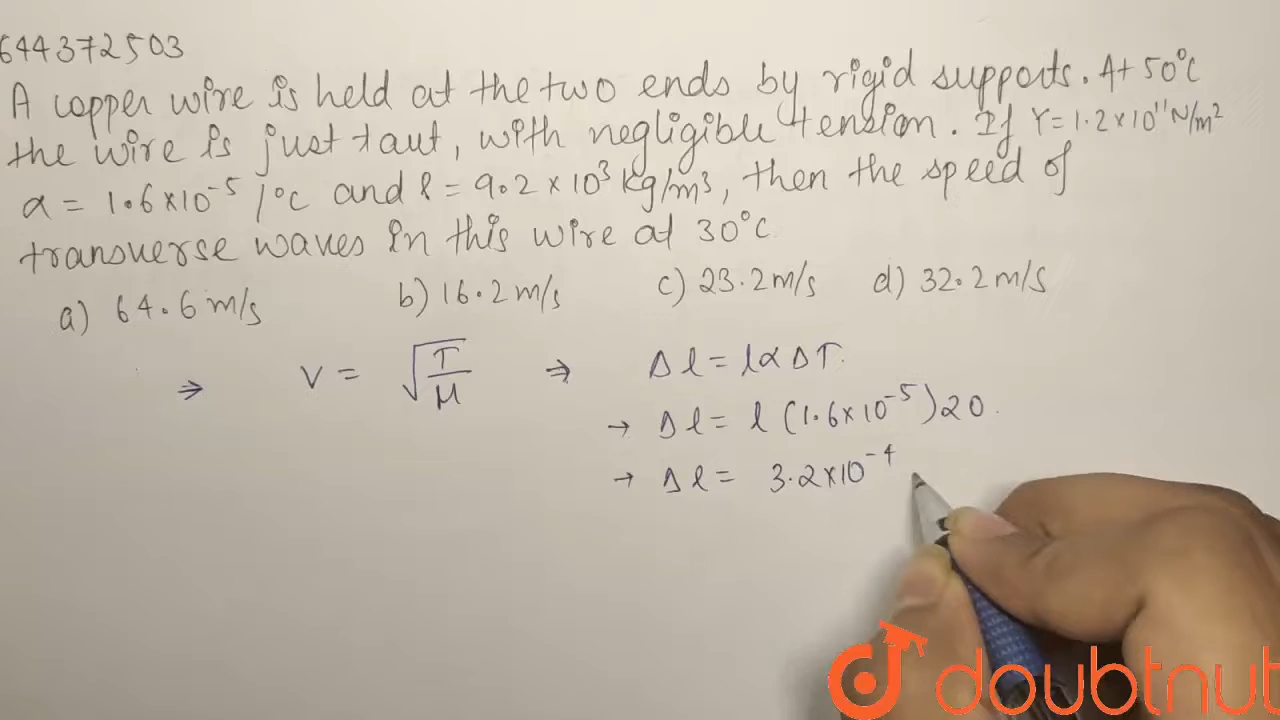 644372503
A copper wire is held at the two ends by rigid supports. At 50°C
the wire is just taut, with negligible tension. If Y = 1.2×10¹¹ N/m²
α = 1.6×10⁻⁵ /°C and ℓ = 9.2 × 10³ kg/m³, then the speed of
transverse waves in this wire at 30°C
a) 64.6 m/s b) 16.2 m/s c) 23.2 m/s d) 32.2 m/s
⇒ V = √(T/μ) ⇒ Δl = lαΔT.
→ Δl = l (1.6×10⁻⁵)20.
→ Δl = 3.2×10⁻⁴
doubtnut